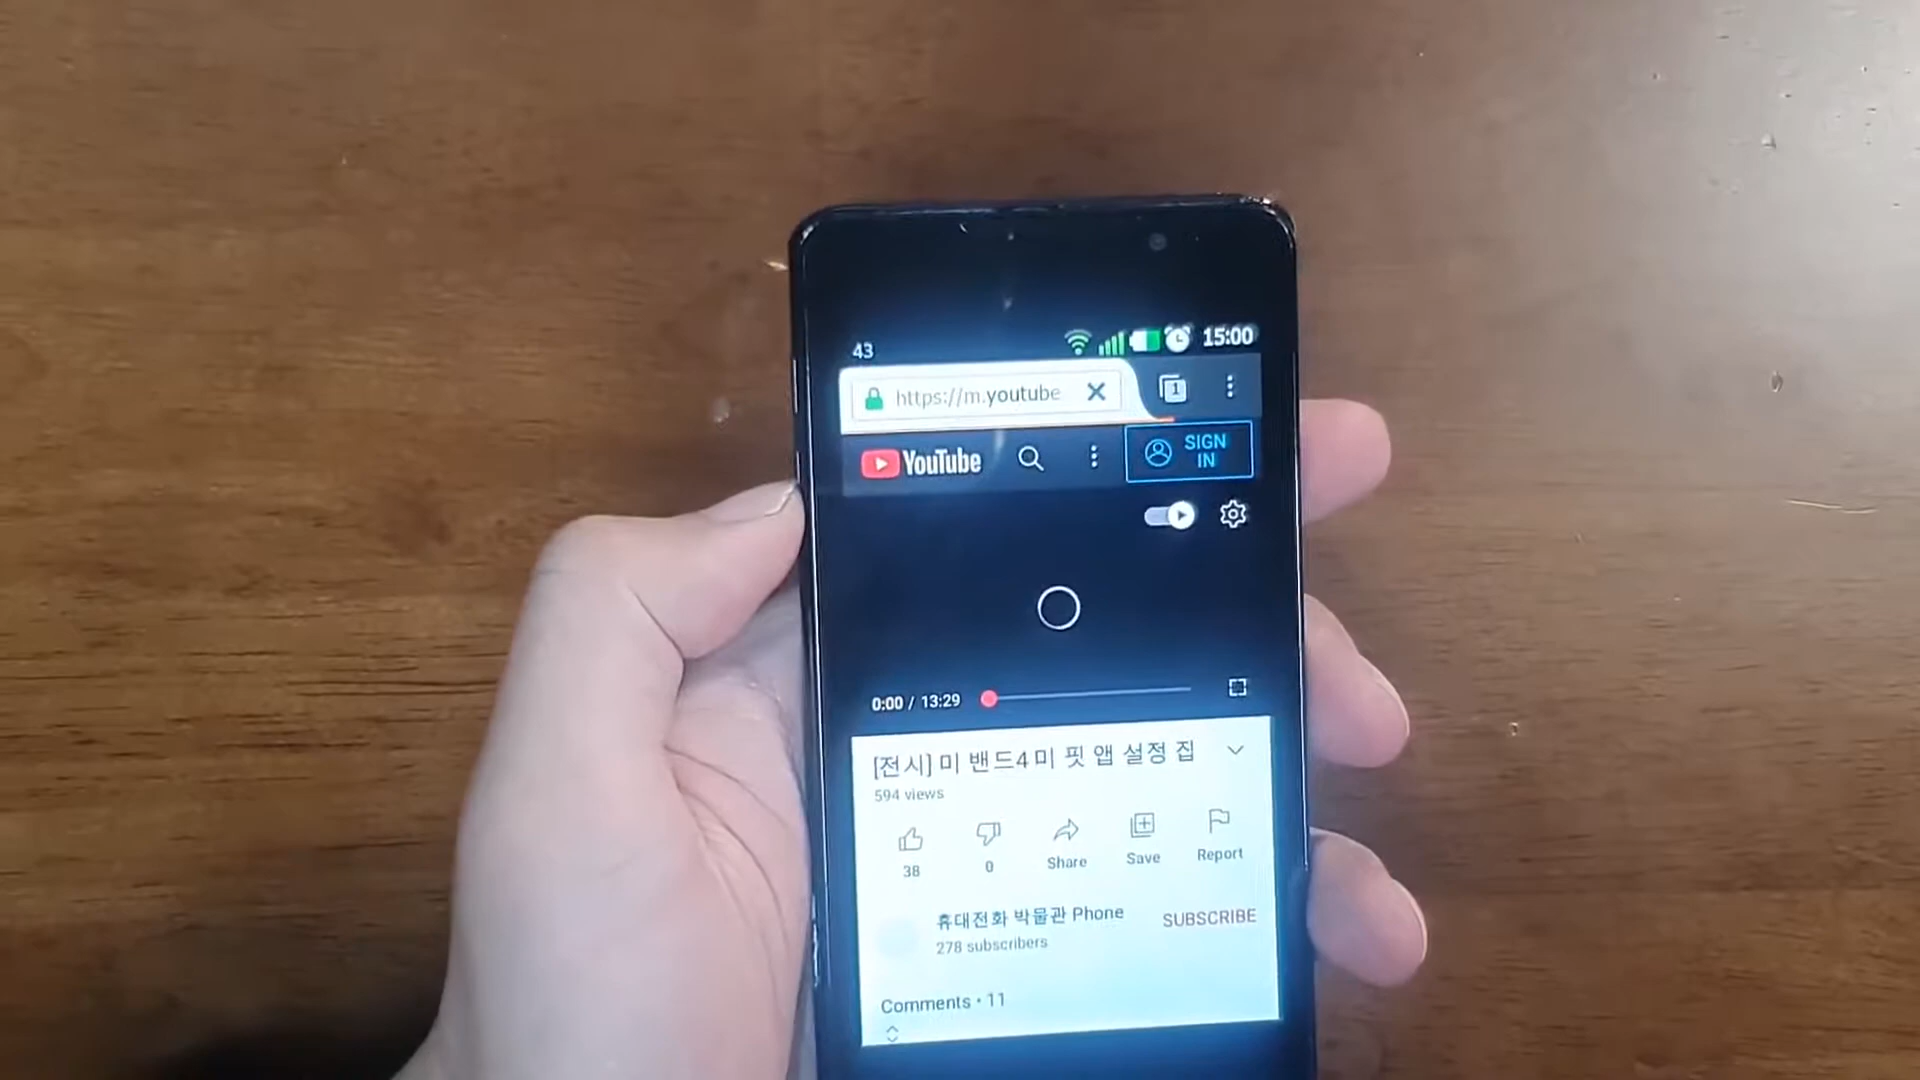 43 15:00
https://m.youtube 1
YouTube SIGN IN
0:00 / 13:29
[전시] 미 밴드4 미 핏 앱 설정 집
594 views
38 0 Share Save Report
휴대전화 박물관 Phone SUBSCRIBE
278 subscribers
Comments • 11